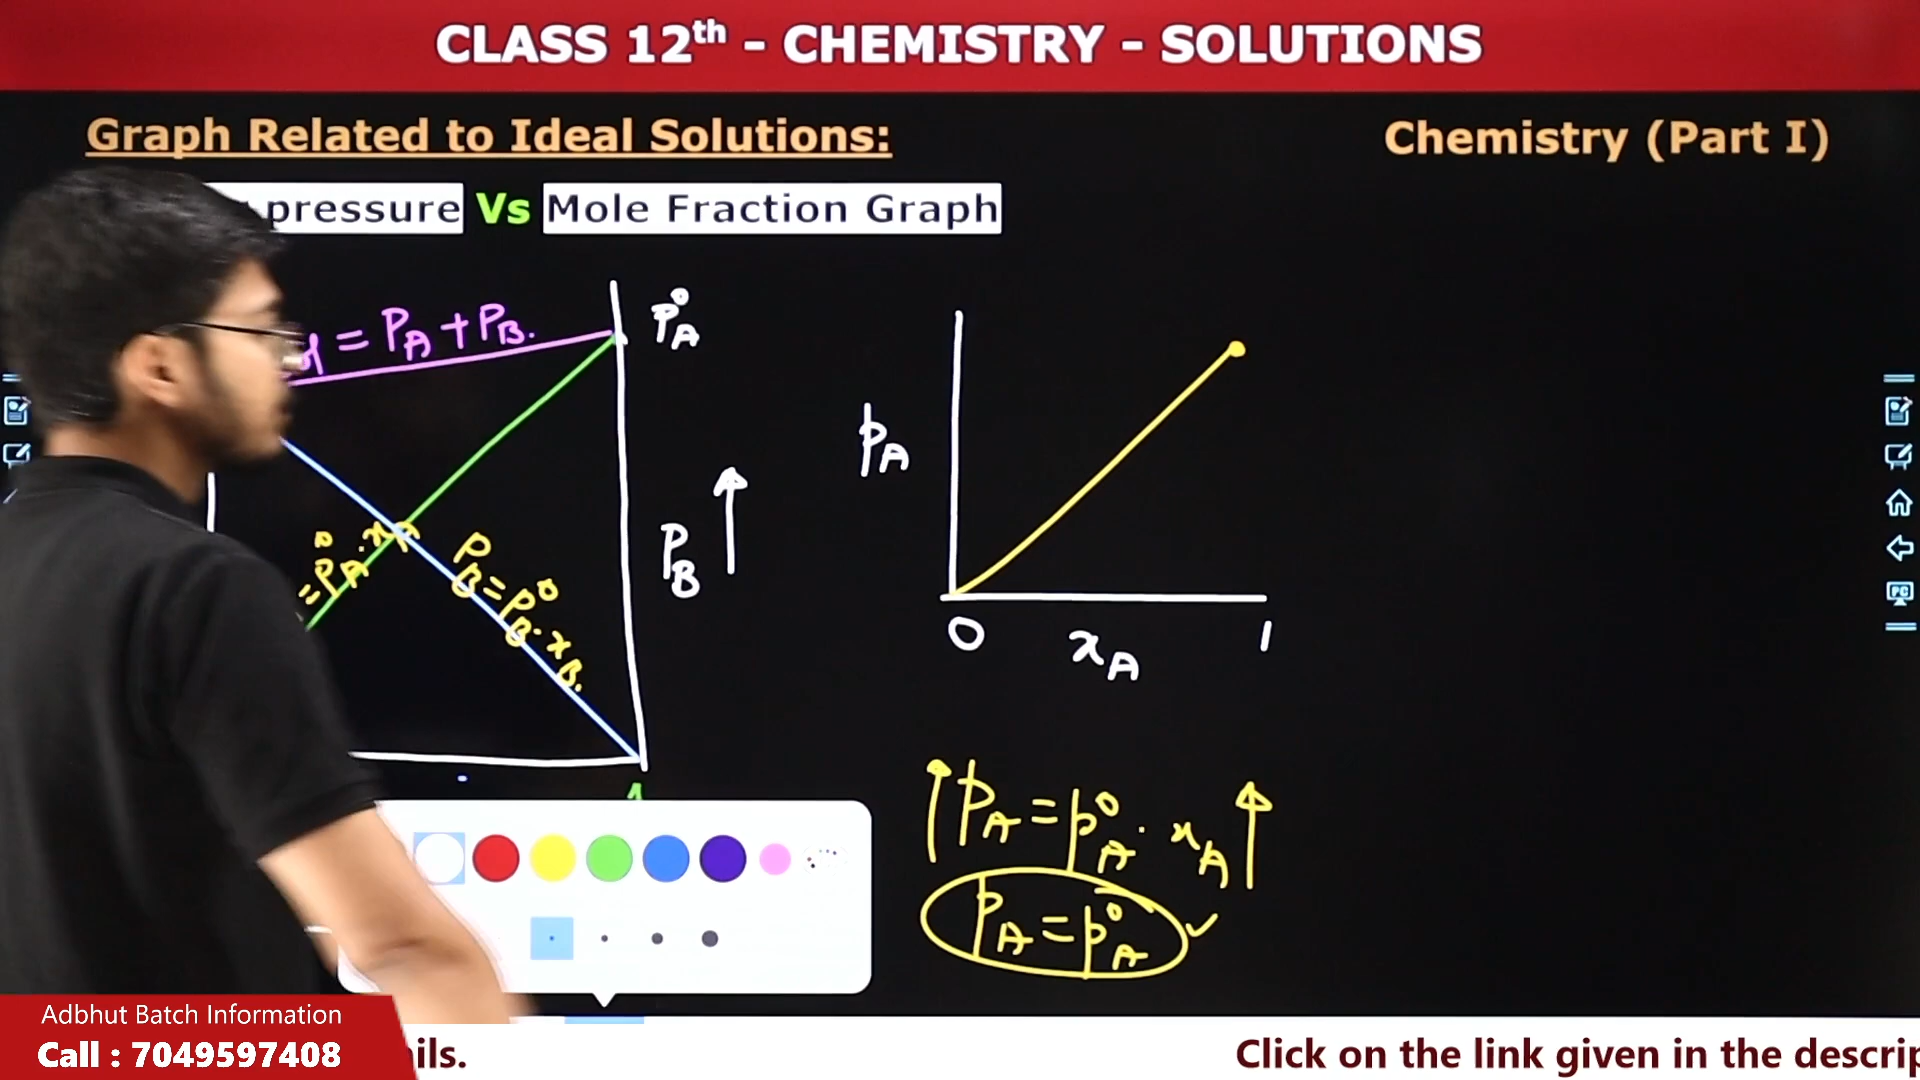 CLASS 12th - CHEMISTRY - SOLUTIONS
Graph Related to Ideal Solutions:
Chemistry (Part I)
pressure Vs Mole Fraction Graph
= PA + PB.
P°A
PB
= P°A . x
PB = P°B . xB.
pA
0 xA 1
pA = p°A . xA
pA = p°A
PC
Adbhut Batch Information
Call : 7049597408
ils.
Click on the link given in the descrip